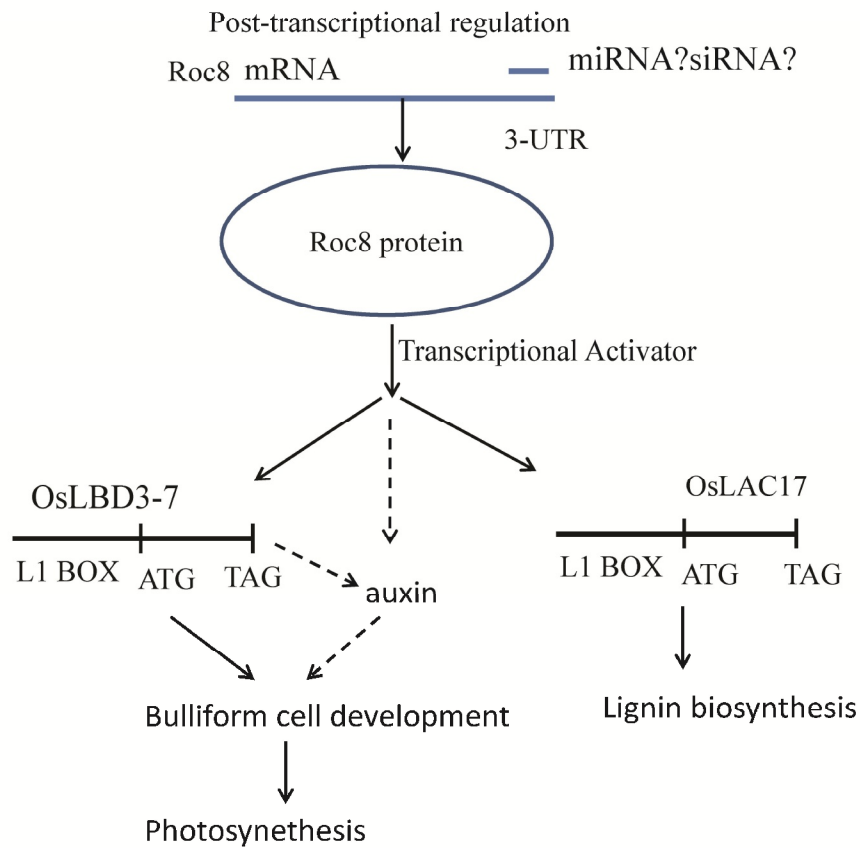 Post-transcriptional regulation
Roc8 mRNA
miRNA?siRNA?
3-UTR
Roc8 protein
Transcriptional Activator
OsLBD3-7
OsLAC17
L1 BOX
ATG
TAG
auxin
L1 BOX
ATG
TAG
Bulliform cell development
Lignin biosynthesis
Photosynethesis